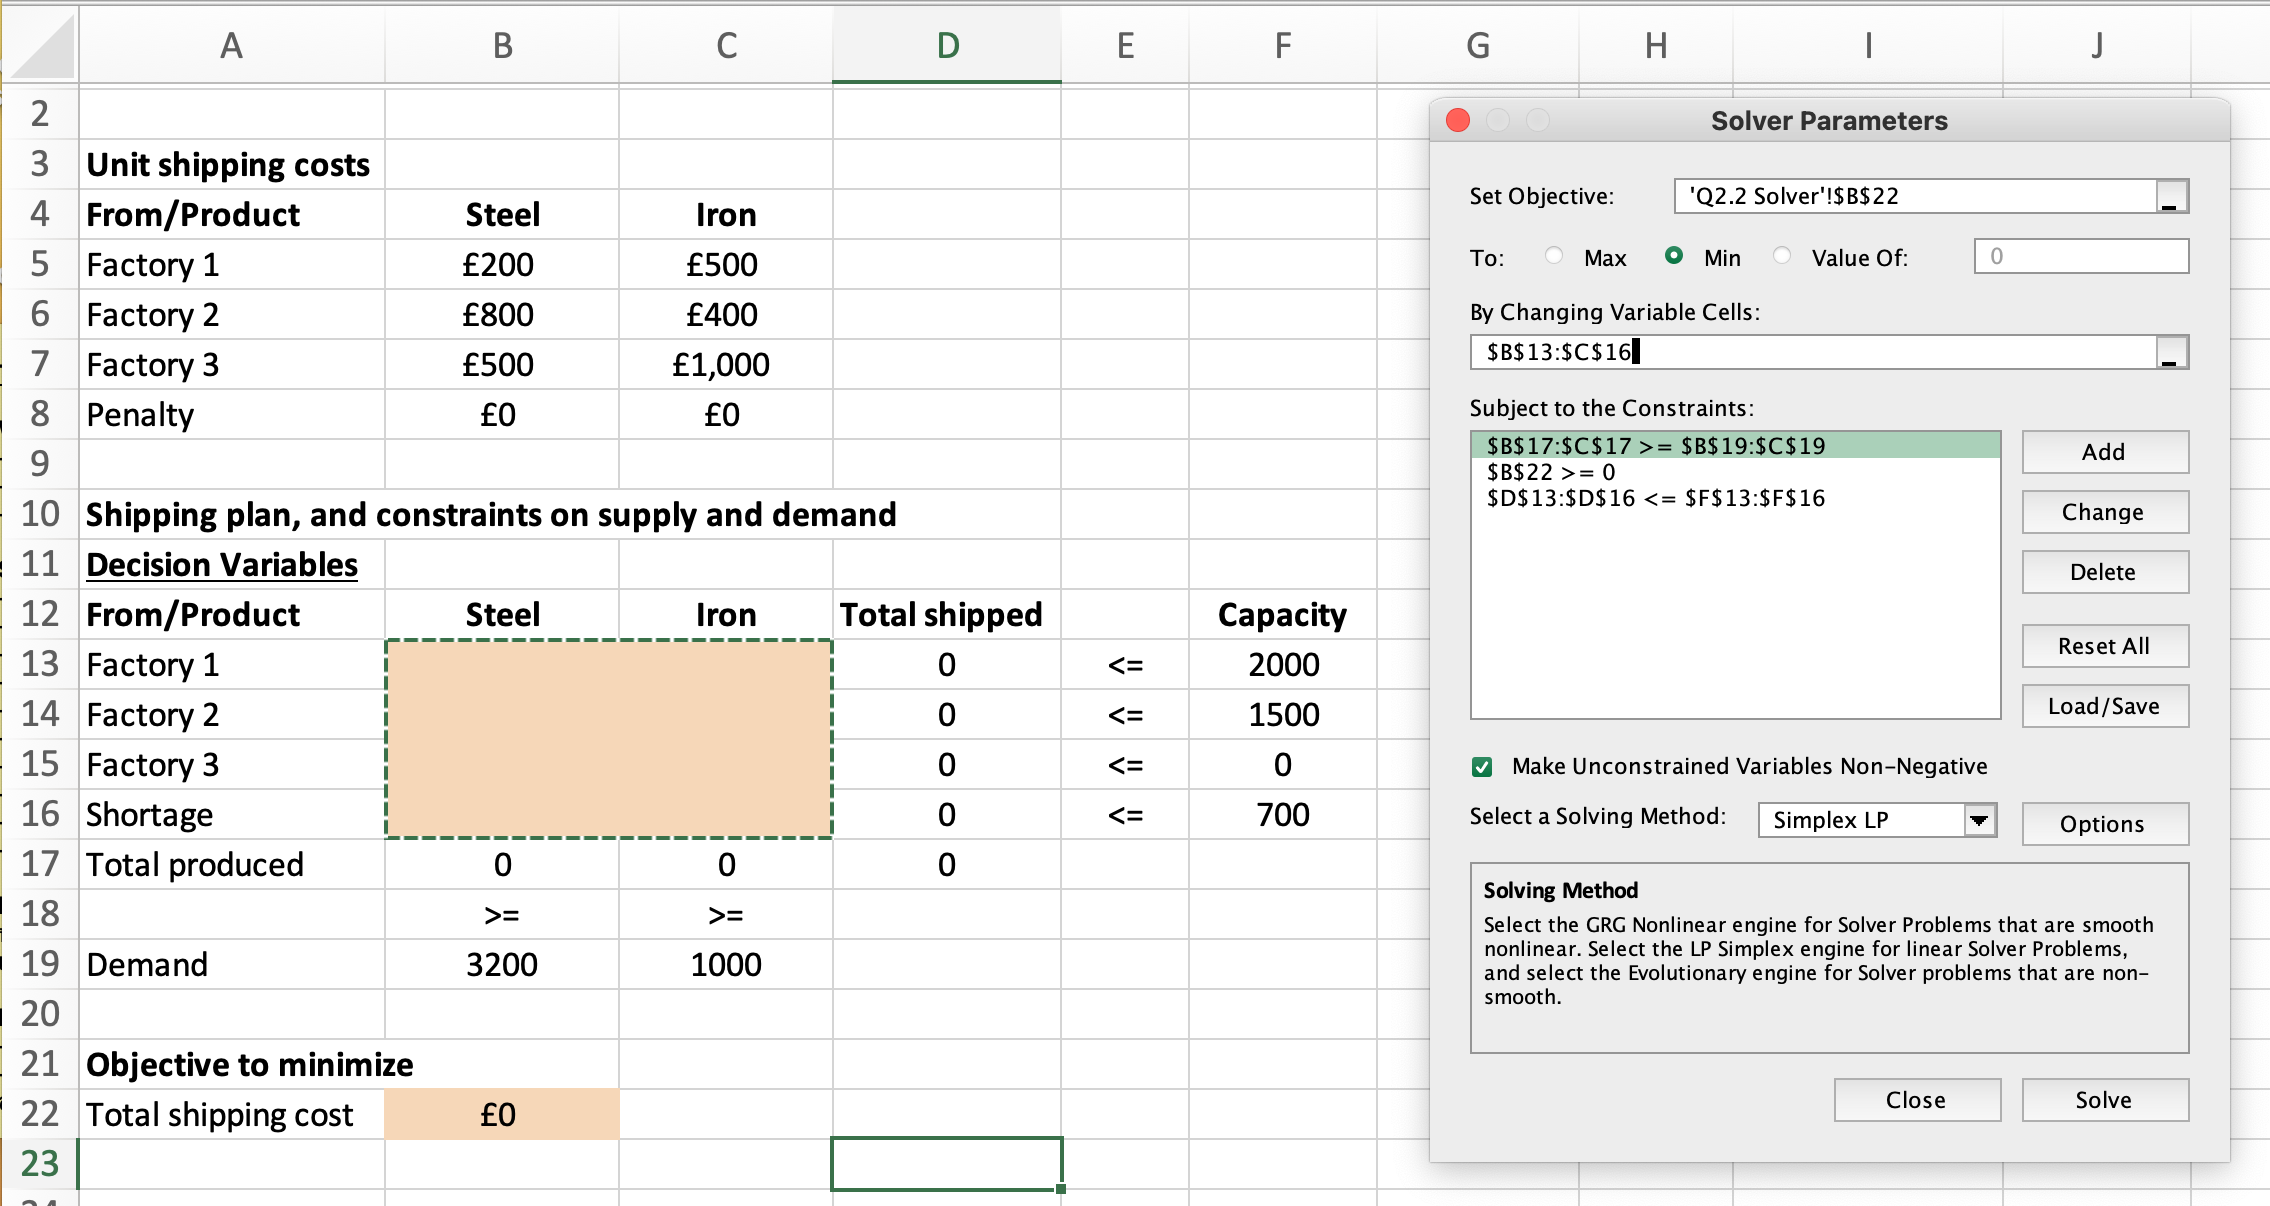 A B C D E F G H I J
2
3 Unit shipping costs
4 From/Product Steel Iron
5 Factory 1 £200 £500
6 Factory 2 £800 £400
7 Factory 3 £500 £1,000
8 Penalty £0 £0
9
10 Shipping plan, and constraints on supply and demand
11 Decision Variables
12 From/Product Steel Iron Total shipped Capacity
13 Factory 1 0 <= 2000
14 Factory 2 0 <= 1500
15 Factory 3 0 <= 0
16 Shortage 0 <= 700
17 Total produced 0 0 0
18 >= >=
19 Demand 3200 1000
20
21 Objective to minimize
22 Total shipping cost £0
23
Solver Parameters
Set Objective: 'Q2.2 Solver'!$B$22
To: Max Min Value Of: 0
By Changing Variable Cells:
$B$13:$C$16
Subject to the Constraints:
$B$17:$C$17 >= $B$19:$C$19
$B$22 >= 0
$D$13:$D$16 <= $F$13:$F$16
Add
Change
Delete
Reset All
Load/Save
Make Unconstrained Variables Non-Negative
Select a Solving Method: Simplex LP Options
Solving Method
Select the GRG Nonlinear engine for Solver Problems that are smooth
nonlinear. Select the LP Simplex engine for linear Solver Problems,
and select the Evolutionary engine for Solver problems that are non-
smooth.
Close Solve